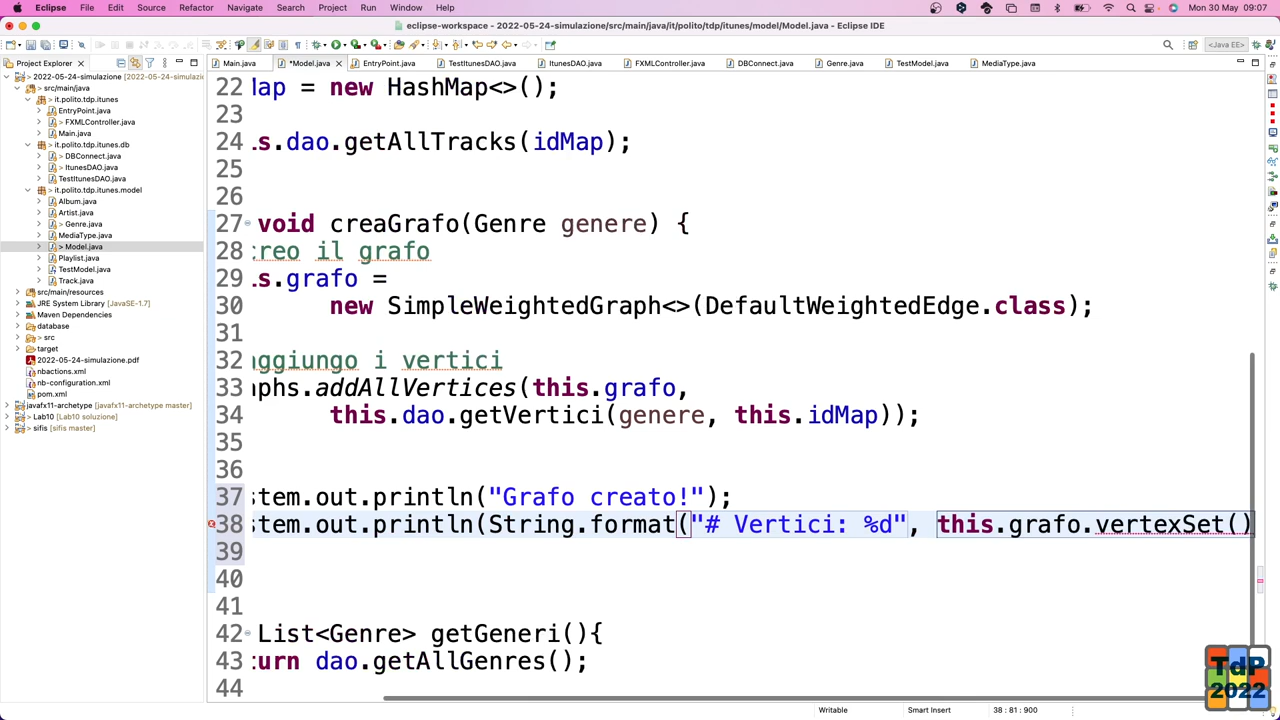 Eclipse File Edit Source Refactor Navigate Search Project Run Window Help Mon 30 May 09:07
eclipse-workspace - 2022-05-24-simulazione/src/main/java/it/polito/tdp/itunes/model/Model.java - Eclipse IDE
<Java EE>
Project Explorer
Main.java *Model.java EntryPoint.java TestItunesDAO.java ItunesDAO.java FXMLController.java DBConnect.java Genre.java TestModel.java MediaType.java
2022-05-24-simulazione [2022-05-24-simulazi
src/main/java
it.polito.tdp.itunes
EntryPoint.java
> FXMLController.java
Main.java
it.polito.tdp.itunes.db
DBConnect.java
ItunesDAO.java
TestItunesDAO.java
it.polito.tdp.itunes.model
Album.java
Artist.java
> Genre.java
MediaType.java
> Model.java
Playlist.java
TestModel.java
Track.java
src/main/resources
JRE System Library [JavaSE-1.7]
Maven Dependencies
database
> src
target
2022-05-24-simulazione.pdf
nbactions.xml
nb-configuration.xml
pom.xml
javafx11-archetype [javafx11-archetype master]
> Lab10 [Lab10 soluzione]
> sifis [sifis master]
22 Map = new HashMap<>();
23
24 s.dao.getAllTracks(idMap);
25
26
27 void creaGrafo(Genre genere) {
28 creo il grafo
29 s.grafo =
30 new SimpleWeightedGraph<>(DefaultWeightedEdge.class);
31
32 aggiungo i vertici
33 phs.addAllVertices(this.grafo,
34 this.dao.getVertici(genere, this.idMap));
35
36
37 stem.out.println("Grafo creato!");
38 stem.out.println(String.format("# Vertici: %d", this.grafo.vertexSet()
39
40
41
42 List<Genre> getGeneri(){
43 urn dao.getAllGenres();
44
TdP
2022
Writable Smart Insert 38 : 81 : 900